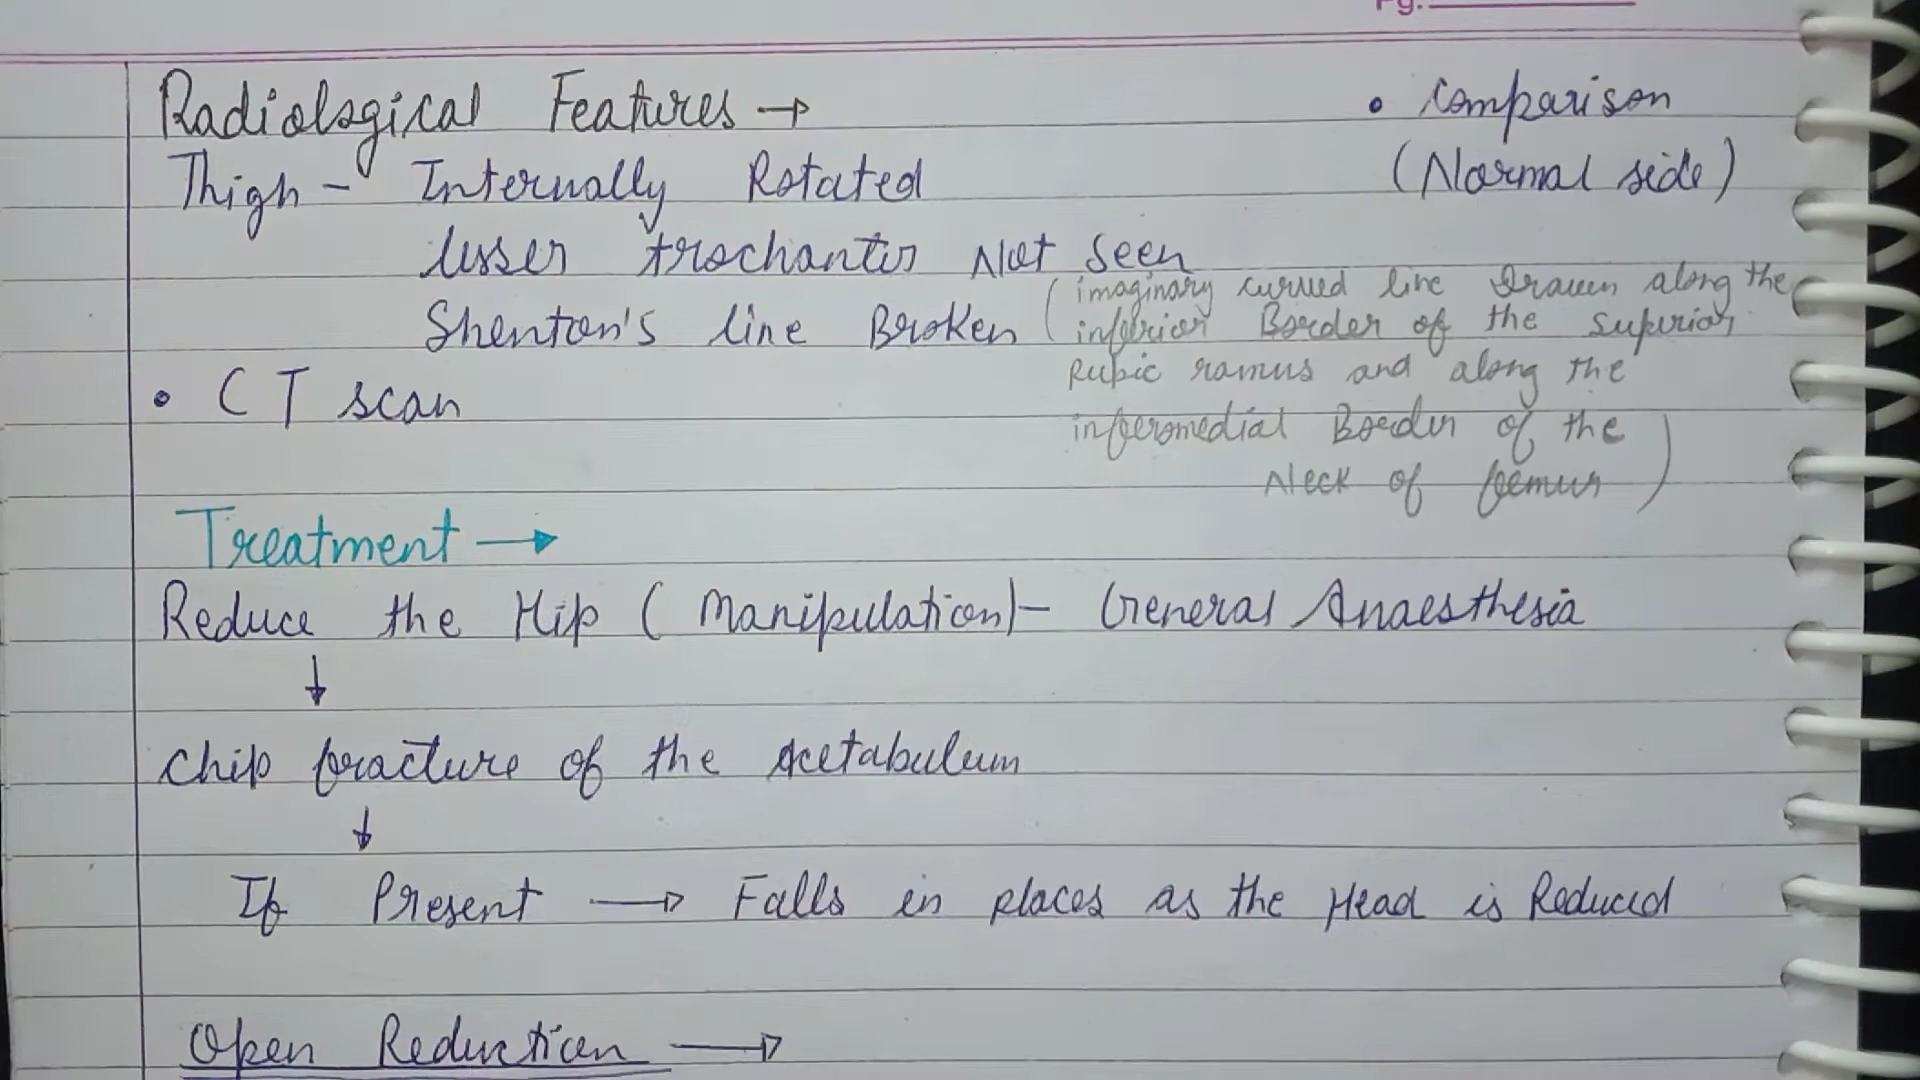 Pg.
Radiological Features →
• Comparison
(Normal side)
Thigh - Internally Rotated
lesser trochanter Not seen
Shenton's line Broken (imaginary curved line Drawn along the
inferior Border of the superior
Pubic ramus and along the
inferomedial Border of the
Neck of femur)
• CT scan
Treatment →
Reduce the Hip (Manipulation) - General Anaesthesia
↓
Chip fracture of the Acetabulum
↓
If Present → Falls in places as the Head is Reduced
Open Reduction →